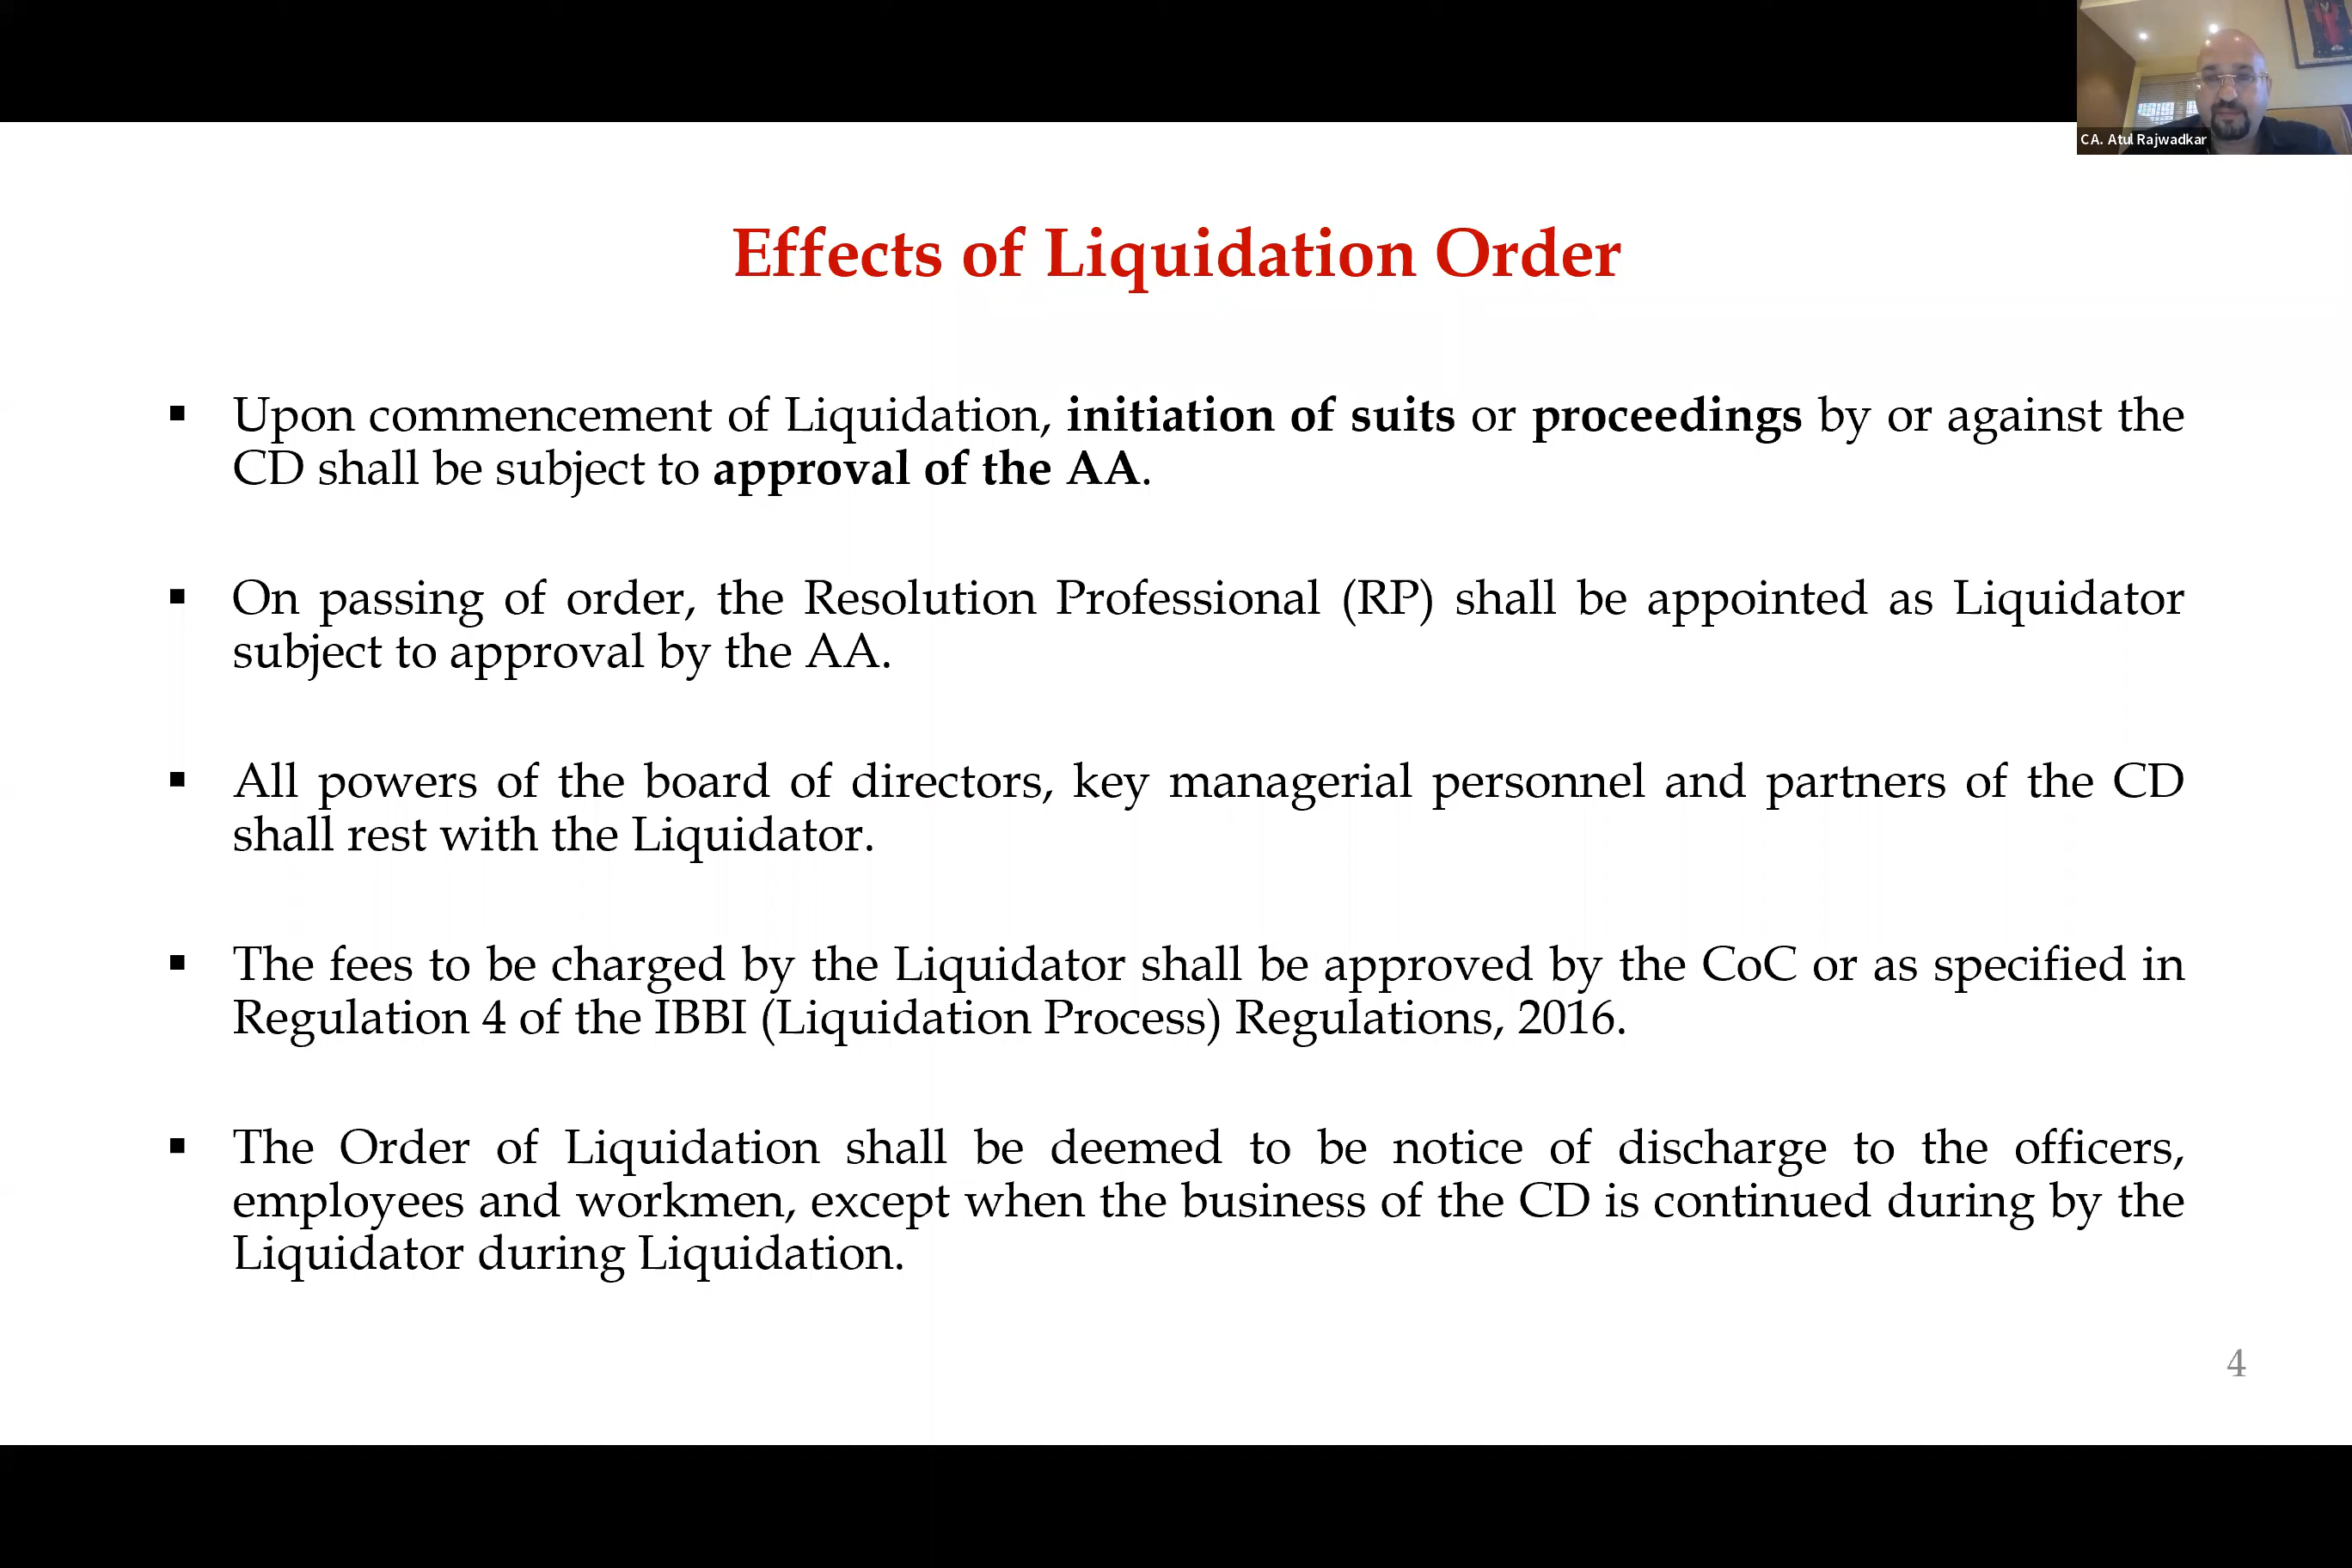 CA. Atul Rajwadkar
Effects of Liquidation Order
▪ Upon commencement of Liquidation, initiation of suits or proceedings by or against the
CD shall be subject to approval of the AA.
▪ On passing of order, the Resolution Professional (RP) shall be appointed as Liquidator
subject to approval by the AA.
▪ All powers of the board of directors, key managerial personnel and partners of the CD
shall rest with the Liquidator.
▪ The fees to be charged by the Liquidator shall be approved by the CoC or as specified in
Regulation 4 of the IBBI (Liquidation Process) Regulations, 2016.
▪ The Order of Liquidation shall be deemed to be notice of discharge to the officers,
employees and workmen, except when the business of the CD is continued during by the
Liquidator during Liquidation.
4